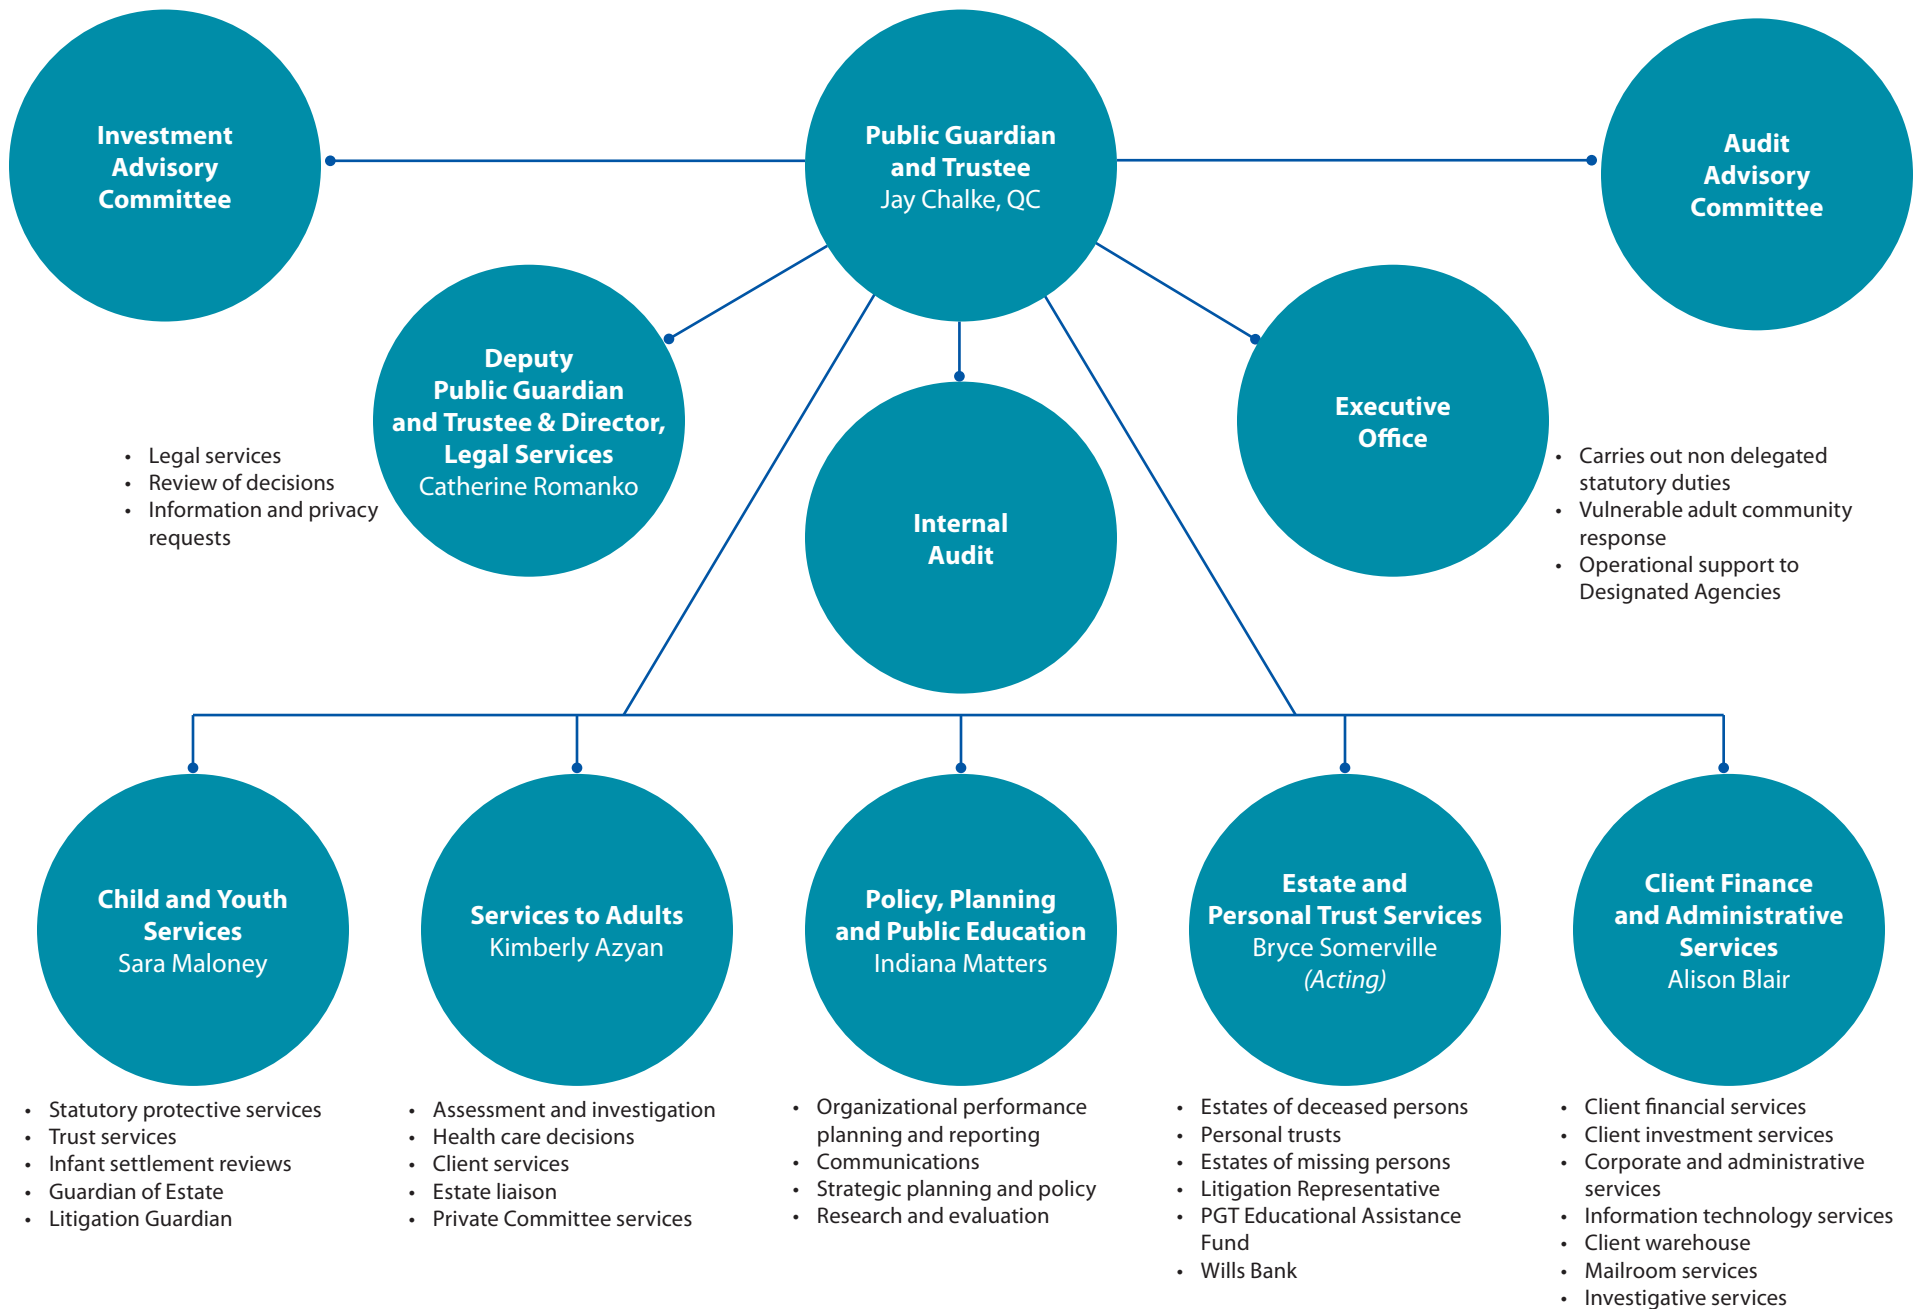 Investment
Advisory
Committee
Public Guardian
and Trustee
Jay Chalke, QC
Audit
Advisory
Committee
Deputy
Public Guardian
and Trustee & Director,
Legal Services
Catherine Romanko
• Legal services
• Review of decisions
• Information and privacy
requests
Internal
Audit
Executive
Office
• Carries out non delegated
statutory duties
• Vulnerable adult community
response
• Operational support to
Designated Agencies
Child and Youth
Services
Sara Maloney
• Statutory protective services
• Trust services
• Infant settlement reviews
• Guardian of Estate
• Litigation Guardian
Services to Adults
Kimberly Azyan
• Assessment and investigation
• Health care decisions
• Client services
• Estate liaison
• Private Committee services
Policy, Planning
and Public Education
Indiana Matters
• Organizational performance
planning and reporting
• Communications
• Strategic planning and policy
• Research and evaluation
Estate and
Personal Trust Services
Bryce Somerville
(Acting)
• Estates of deceased persons
• Personal trusts
• Estates of missing persons
• Litigation Representative
• PGT Educational Assistance
Fund
• Wills Bank
Client Finance
and Administrative
Services
Alison Blair
• Client financial services
• Client investment services
• Corporate and administrative
services
• Information technology services
• Client warehouse
• Mailroom services
• Investigative services